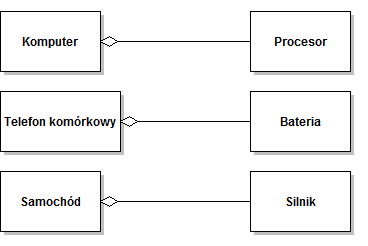 Komputer
Procesor
Telefon komórkowy
Bateria
Samochód
Silnik